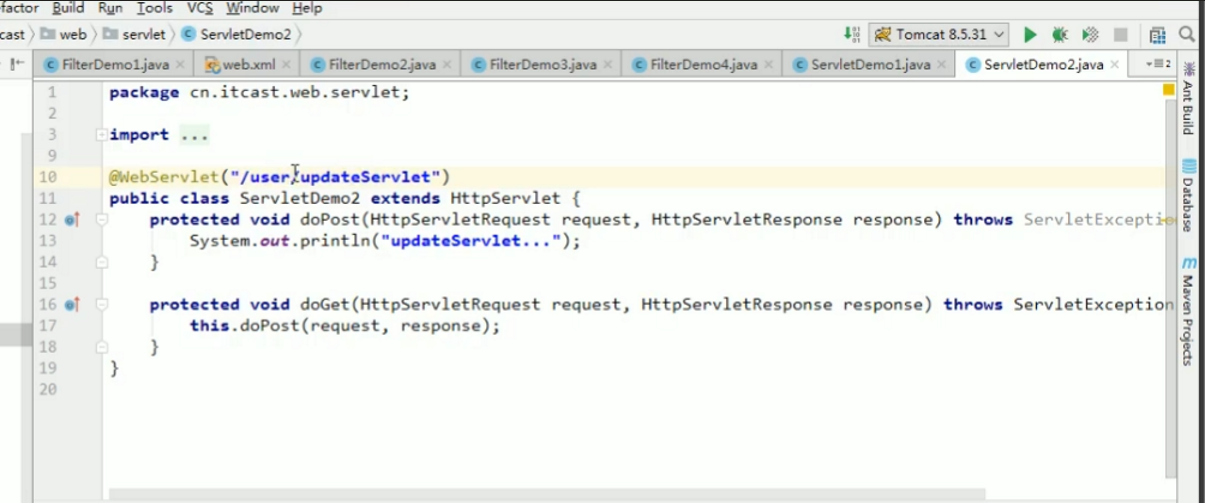 factor Build Run Tools VCS Window Help
cast web servlet ServletDemo2 Tomcat 8.5.31
FilterDemo1.java web.xml FilterDemo2.java FilterDemo3.java FilterDemo4.java ServletDemo1.java ServletDemo2.java
1 package cn.itcast.web.servlet;
2
3 import ...
9
10 @WebServlet("/user/updateServlet")
11 public class ServletDemo2 extends HttpServlet {
12 protected void doPost(HttpServletRequest request, HttpServletResponse response) throws ServletExceptio
13 System.out.println("updateServlet...");
14 }
15
16 protected void doGet(HttpServletRequest request, HttpServletResponse response) throws ServletException
17 this.doPost(request, response);
18 }
19 }
20
Ant Build
Database
Maven Projects